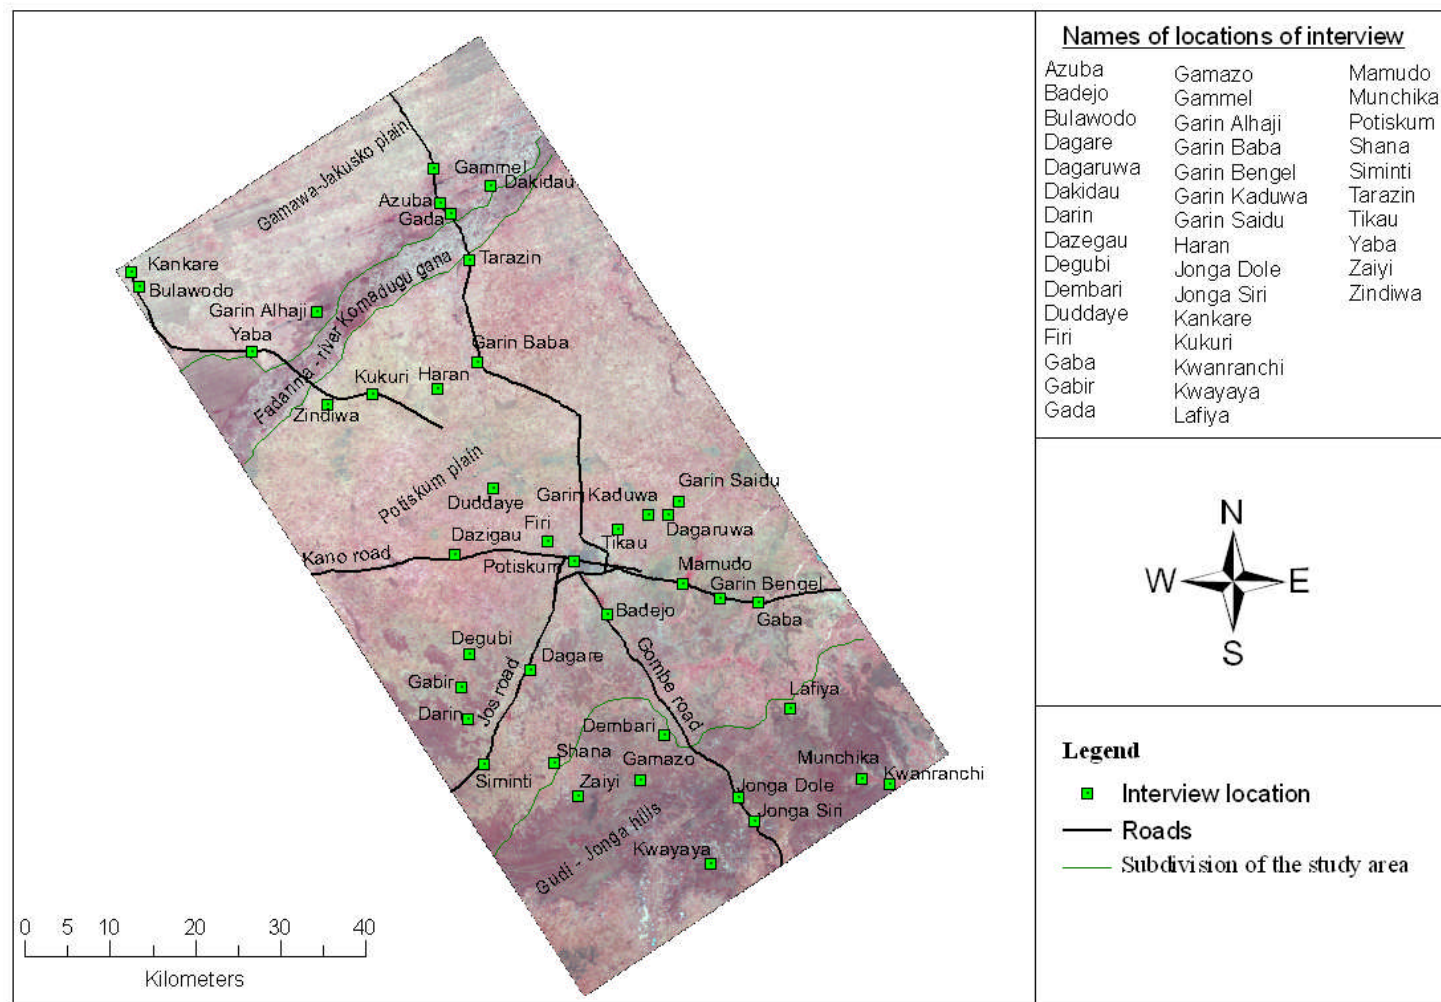 Gamawa-Jakusko plain
Gammel
Dakidau
Azuba
Gada
Tarazin
Kankare
Bulawodo
Garin Alhaji
Yaba
Fadanma - river Komadugu gana
Garin Baba
Kukuri
Haran
Zindiwa
Potiskum plain
Duddaye
Garin Kaduwa
Garin Saidu
Firi
Dagaruwa
Kano road
Dazigau
Tikau
Potiskum
Mamudo
Garin Bengel
Gaba
Badejo
Degubi
Dagare
Gombe road
Gabir
Jos road
Darin
Lafiya
Dembari
Shana
Gamazo
Munchika
Kwanranchi
Siminti
Zaiyi
Jonga Dole
Jonga Siri
Gudi - Jonga hills
Kwayaya
0 5 10 20 30 40
Kilometers
Names of locations of interview
Azuba
Badejo
Bulawodo
Dagare
Dagaruwa
Dakidau
Darin
Dazegau
Degubi
Dembari
Duddaye
Firi
Gaba
Gabir
Gada
Gamazo
Gammel
Garin Alhaji
Garin Baba
Garin Bengel
Garin Kaduwa
Garin Saidu
Haran
Jonga Dole
Jonga Siri
Kankare
Kukuri
Kwanranchi
Kwayaya
Lafiya
Mamudo
Munchika
Potiskum
Shana
Siminti
Tarazin
Tikau
Yaba
Zaiyi
Zindiwa
N
W E
S
Legend
Interview location
Roads
Subdivision of the study area